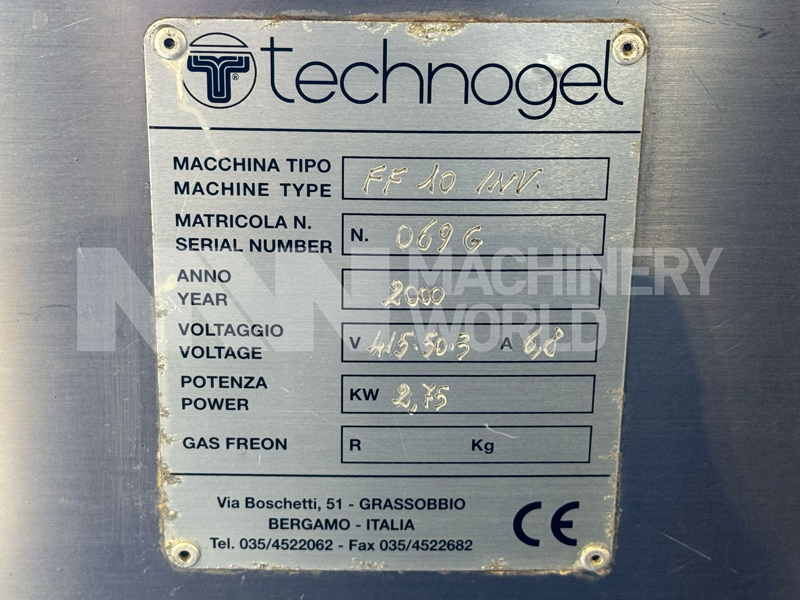 technogel
MACCHINA TIPO
MACHINE TYPE
FF 10 INV.
MATRICOLA N.
SERIAL NUMBER
N. 069 G
ANNO
YEAR
2000
VOLTAGGIO
VOLTAGE
V 415.50.3 A 6,8
POTENZA
POWER
KW 2,75
GAS FREON
R Kg
Via Boschetti, 51 - GRASSOBBIO
BERGAMO - ITALIA
Tel. 035/4522062 - Fax 035/4522682
CE
MACHINERY
WORLD